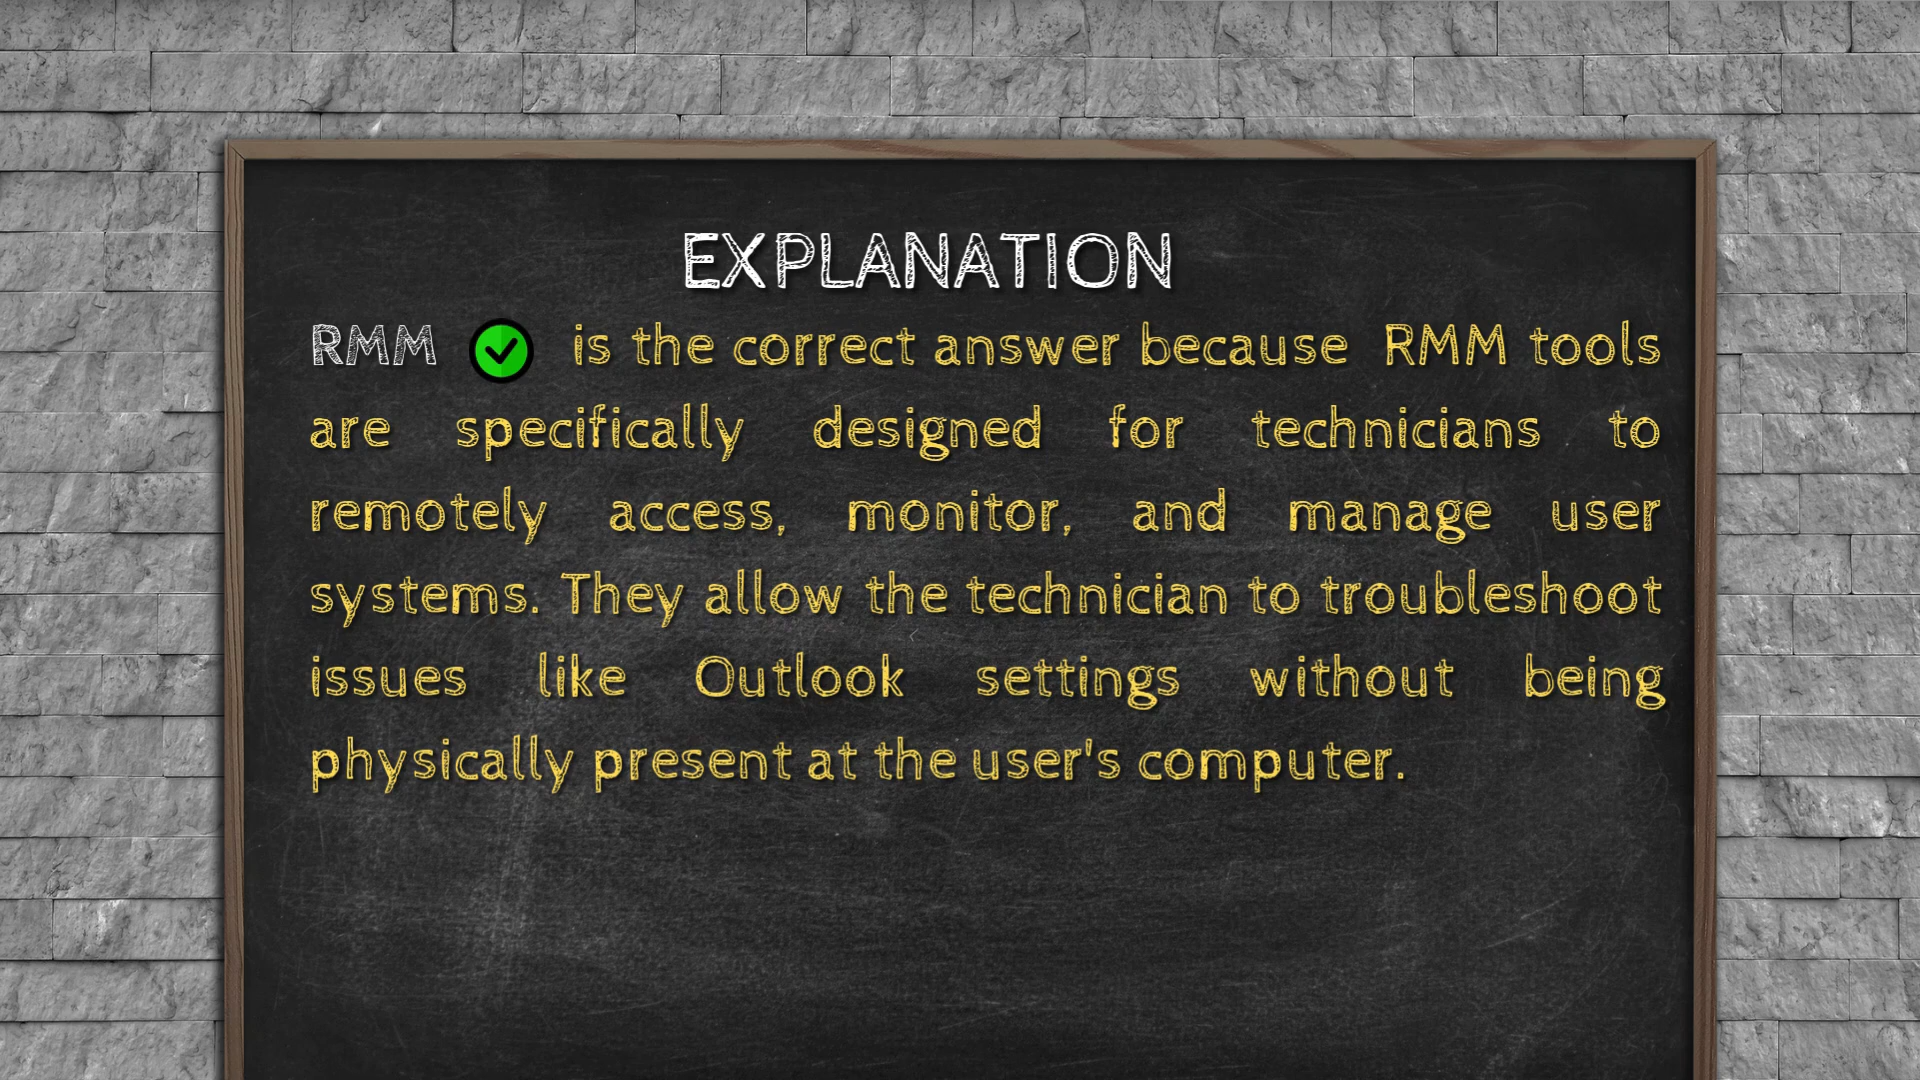 EXPLANATION
RMM is the correct answer because RMM tools
are specifically designed for technicians to
remotely access, monitor, and manage user
systems. They allow the technician to troubleshoot
issues like Outlook settings without being
physically present at the user's computer.